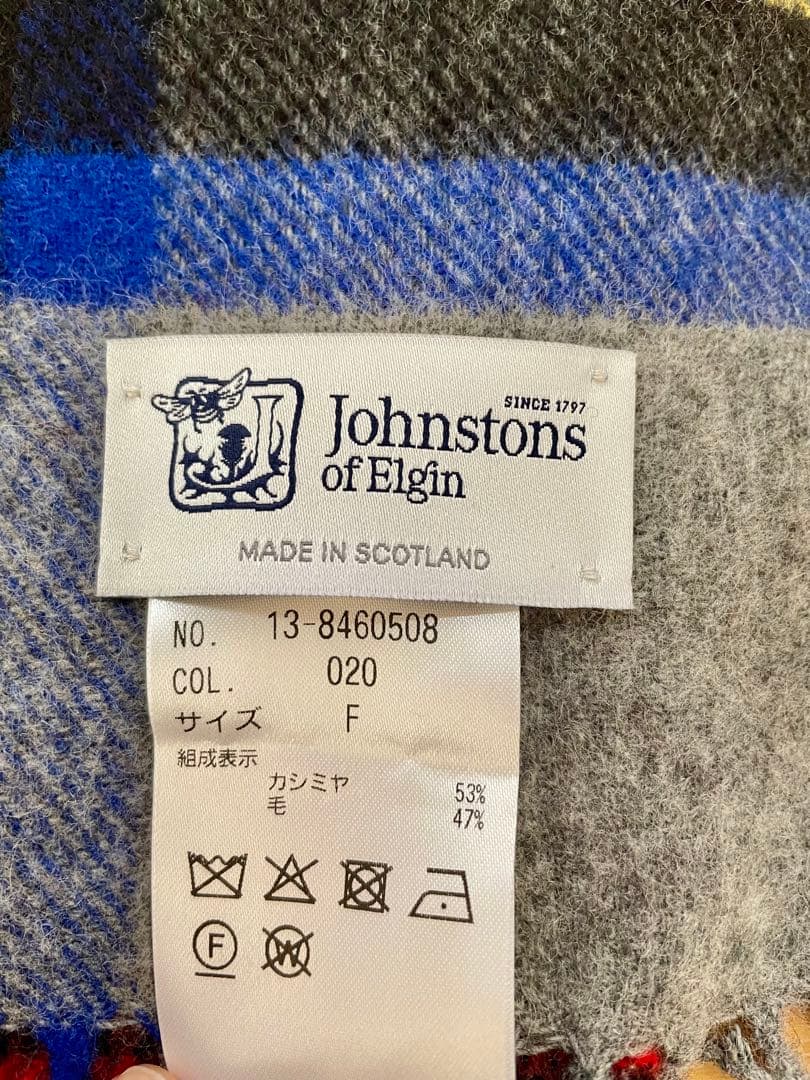 SINCE 1797
Johnstons
of Elgin
MADE IN SCOTLAND
NO. 13-8460508
COL. 020
サイズ F
組成表示
カシミヤ 53%
毛 47%
F
W